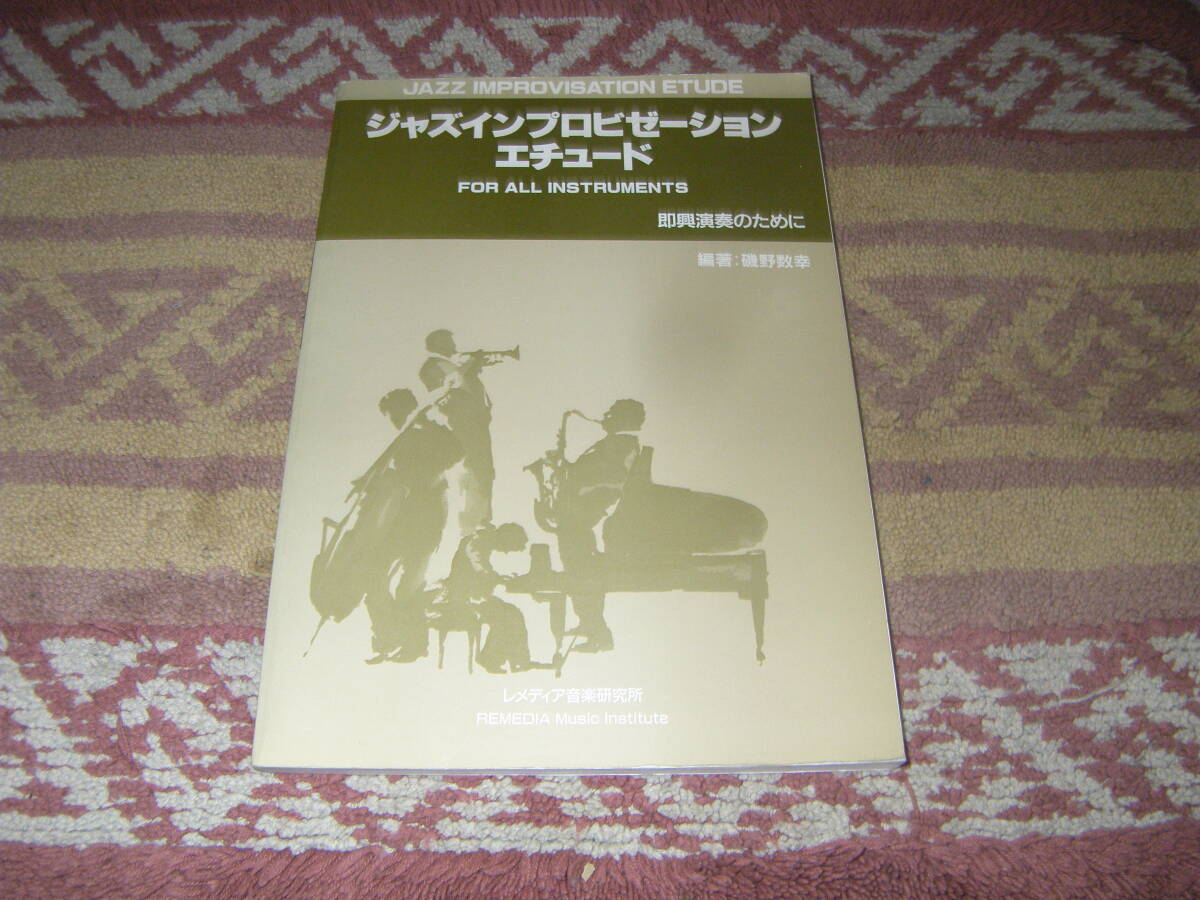 JAZZ IMPROVISATION ETUDE
ジャズインプロビゼーション
エチュード
FOR ALL INSTRUMENTS
即興演奏のために
編著:磯野数幸
レメディア音楽研究所
REMEDIA Music Institute